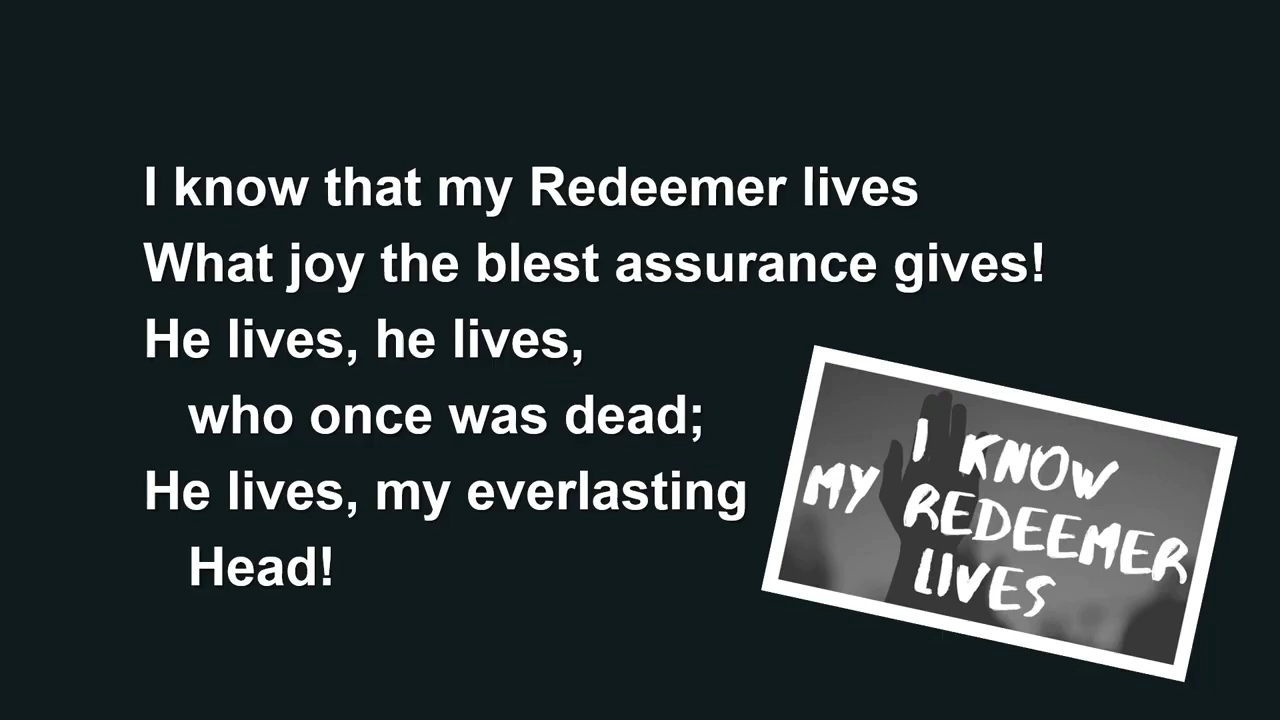 I know that my Redeemer lives
What joy the blest assurance gives!
He lives, he lives,
who once was dead;
He lives, my everlasting
Head!
I KNOW
MY REDEEMER
LIVES